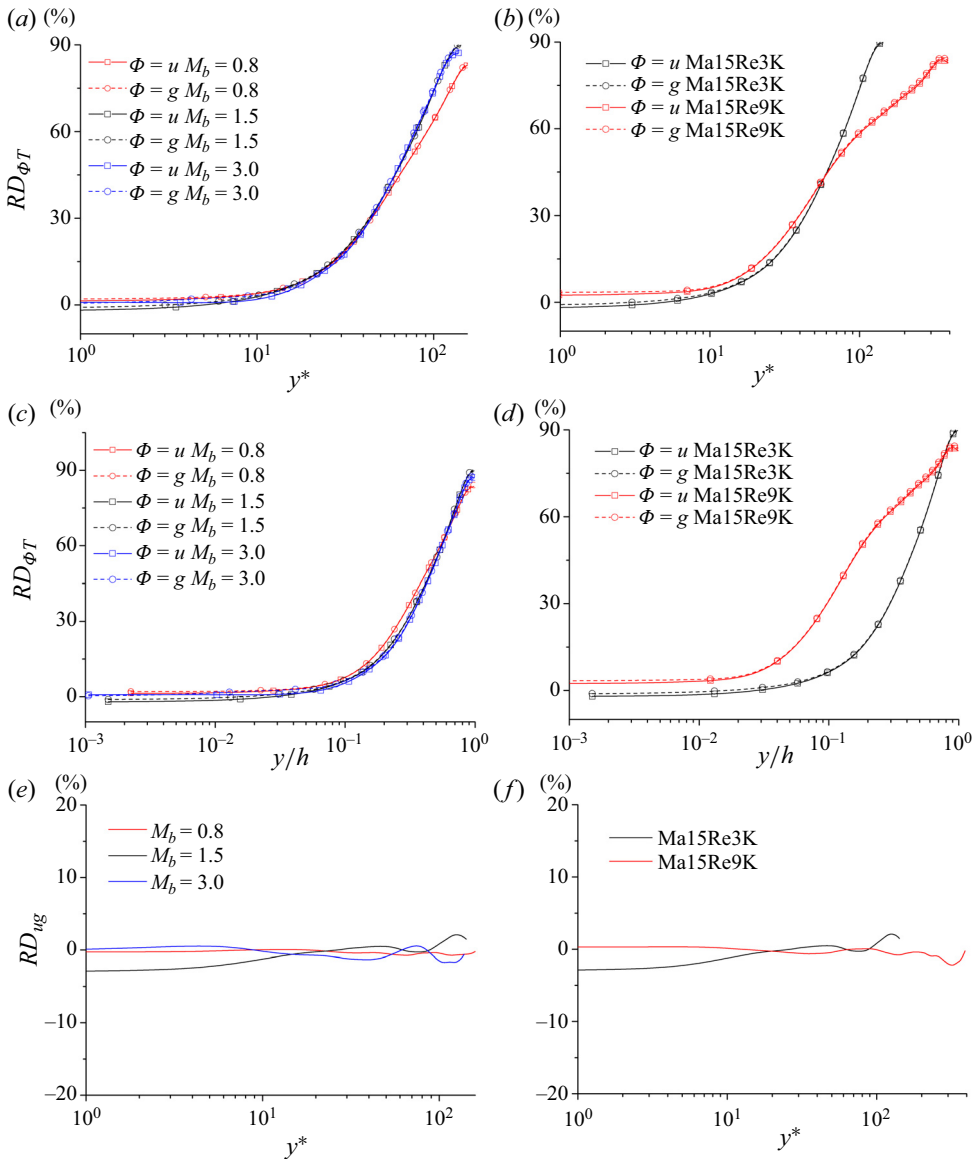 (a) (%)
90
60
30
0
RD_ΦT
Φ = u M_b = 0.8
Φ = g M_b = 0.8
Φ = u M_b = 1.5
Φ = g M_b = 1.5
Φ = u M_b = 3.0
Φ = g M_b = 3.0
10^0 10^1 10^2
y*
(b) (%)
90
60
30
0
Φ = u Ma15Re3K
Φ = g Ma15Re3K
Φ = u Ma15Re9K
Φ = g Ma15Re9K
10^0 10^1 10^2
y*
(c) (%)
90
60
30
0
RD_ΦT
Φ = u M_b = 0.8
Φ = g M_b = 0.8
Φ = u M_b = 1.5
Φ = g M_b = 1.5
Φ = u M_b = 3.0
Φ = g M_b = 3.0
10^−3 10^−2 10^−1 10^0
y/h
(d) (%)
90
60
30
0
Φ = u Ma15Re3K
Φ = g Ma15Re3K
Φ = u Ma15Re9K
Φ = g Ma15Re9K
10^−3 10^−2 10^−1 10^0
y/h
(e) (%)
20
10
0
−10
−20
RD_ug
M_b = 0.8
M_b = 1.5
M_b = 3.0
10^0 10^1 10^2
y*
(f) (%)
20
10
0
−10
−20
Ma15Re3K
Ma15Re9K
10^0 10^1 10^2
y*